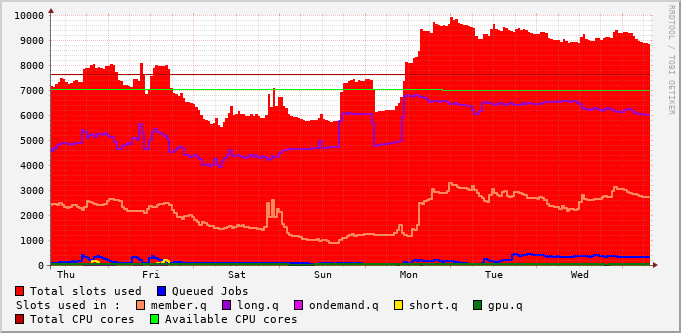 10000
9000
8000
7000
6000
5000
4000
3000
2000
1000
0
Thu Fri Sat Sun Mon Tue Wed
RRDTOOL / TOBI OETIKER
Total slots used Queued Jobs
Slots used in : member.q long.q ondemand.q short.q gpu.q
Total CPU cores Available CPU cores